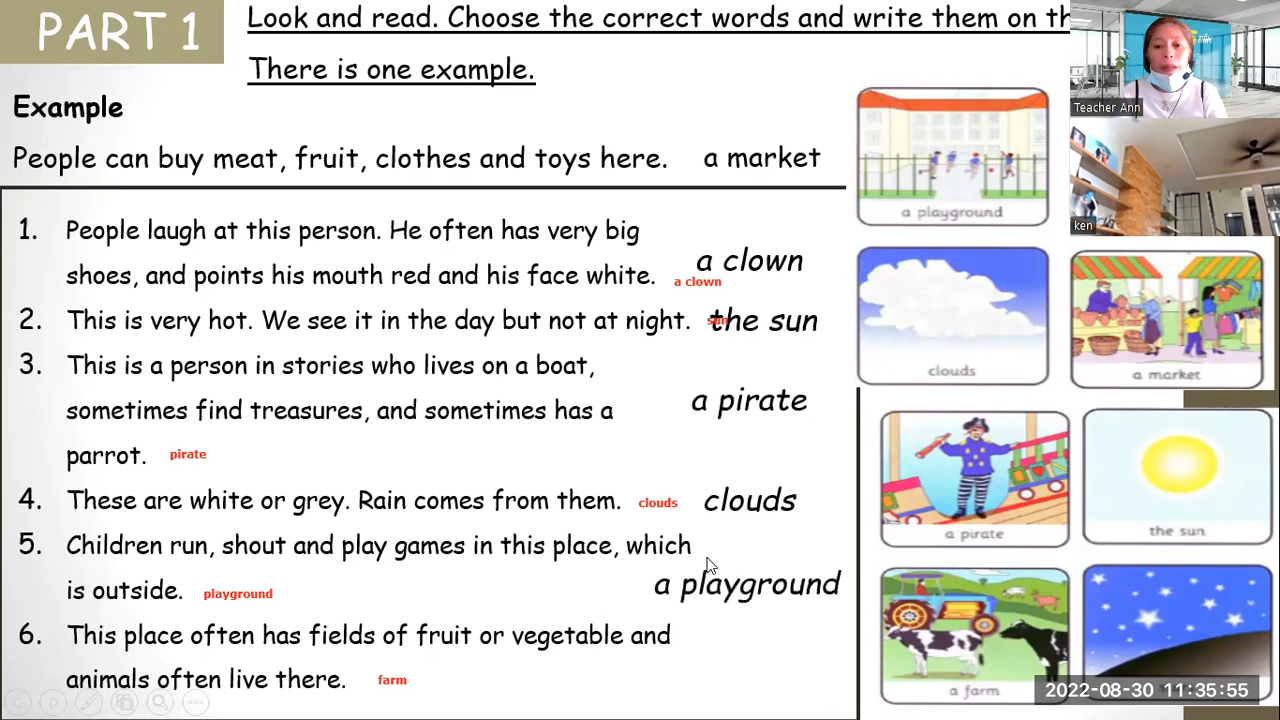 PART 1
Look and read. Choose the correct words and write them on th
There is one example.
Example
People can buy meat, fruit, clothes and toys here. a market
1. People laugh at this person. He often has very big
shoes, and points his mouth red and his face white. a clown
a clown
2. This is very hot. We see it in the day but not at night. sun the sun
3. This is a person in stories who lives on a boat,
sometimes find treasures, and sometimes has a
parrot. pirate
a pirate
4. These are white or grey. Rain comes from them. clouds clouds
5. Children run, shout and play games in this place, which
is outside. playground
a playground
6. This place often has fields of fruit or vegetable and
animals often live there. farm
a playground
clouds
a market
a pirate
the sun
a farm
Teacher Ann
ken
2022-08-30 11:35:55